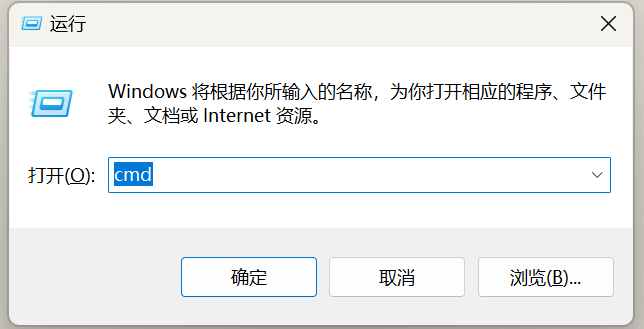 运行
Windows 将根据你所输入的名称，为你打开相应的程序、文件
夹、文档或 Internet 资源。
打开(O): cmd
确定 取消 浏览(B)...